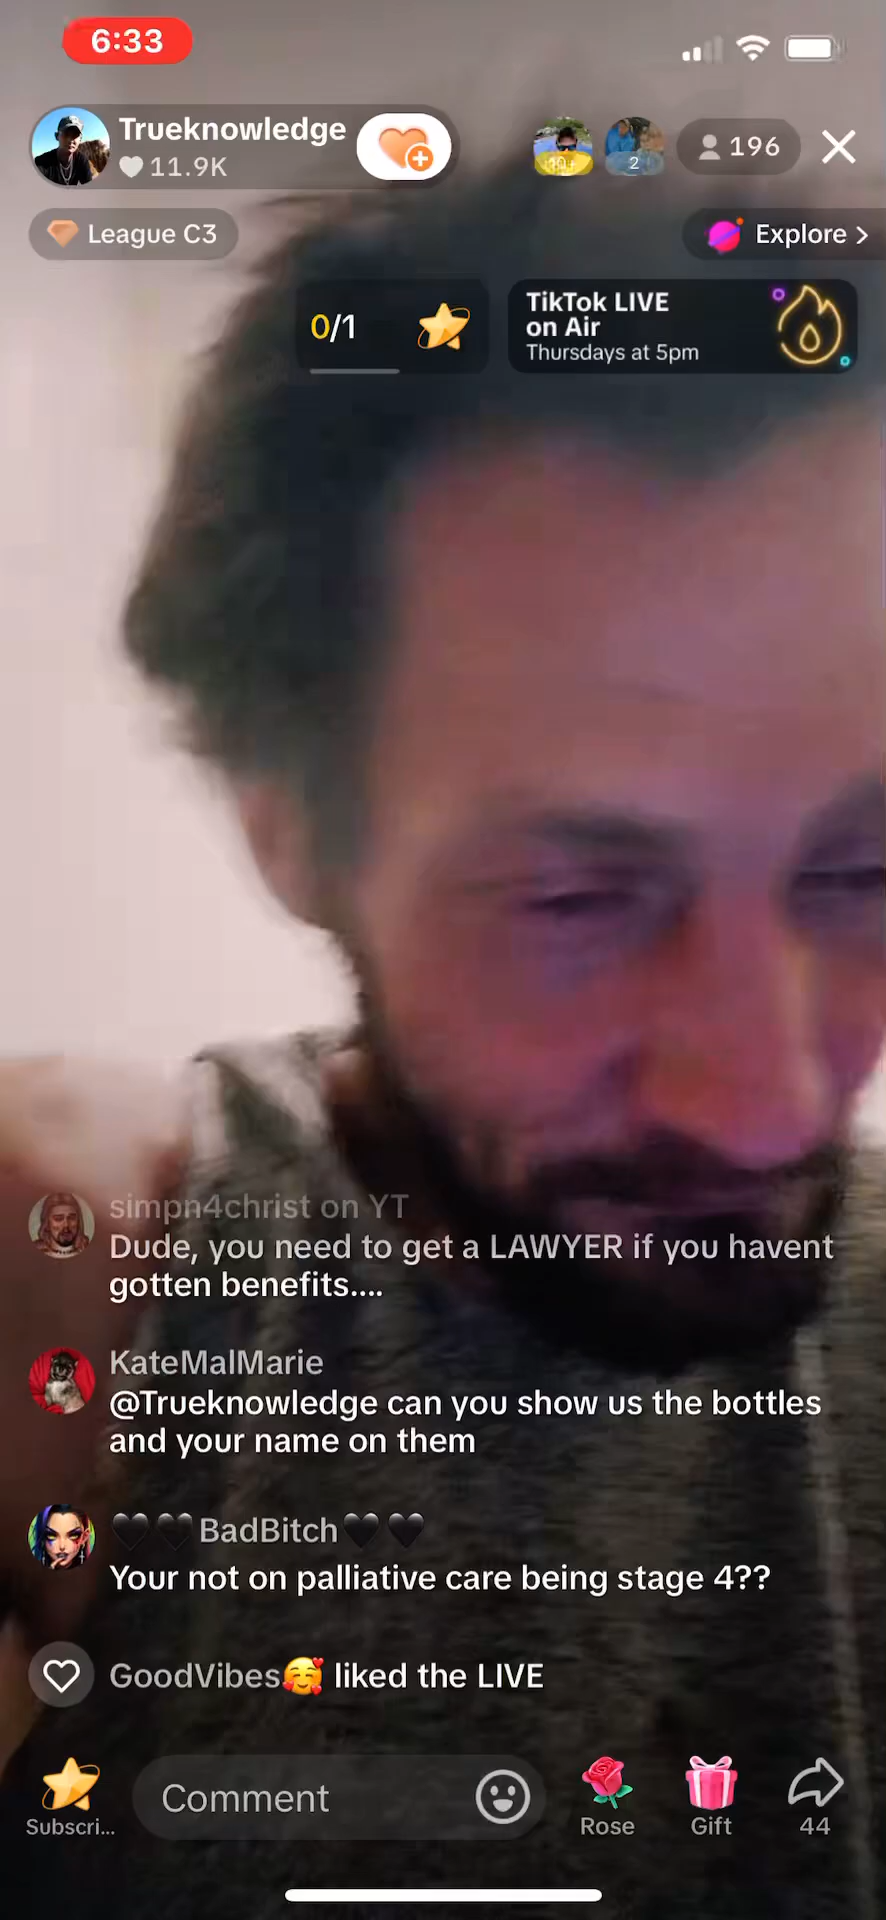 6:33
Trueknowledge
11.9K
2
196
League C3
Explore
0/1
TikTok LIVE
on Air
Thursdays at 5pm
simpn4christ on YT
Dude, you need to get a LAWYER if you havent
gotten benefits....
KateMalMarie
@Trueknowledge can you show us the bottles
and your name on them
🖤🖤BadBitch🖤🖤
Your not on palliative care being stage 4??
GoodVibes🥰 liked the LIVE
Subscri...
Comment
Rose
Gift
44